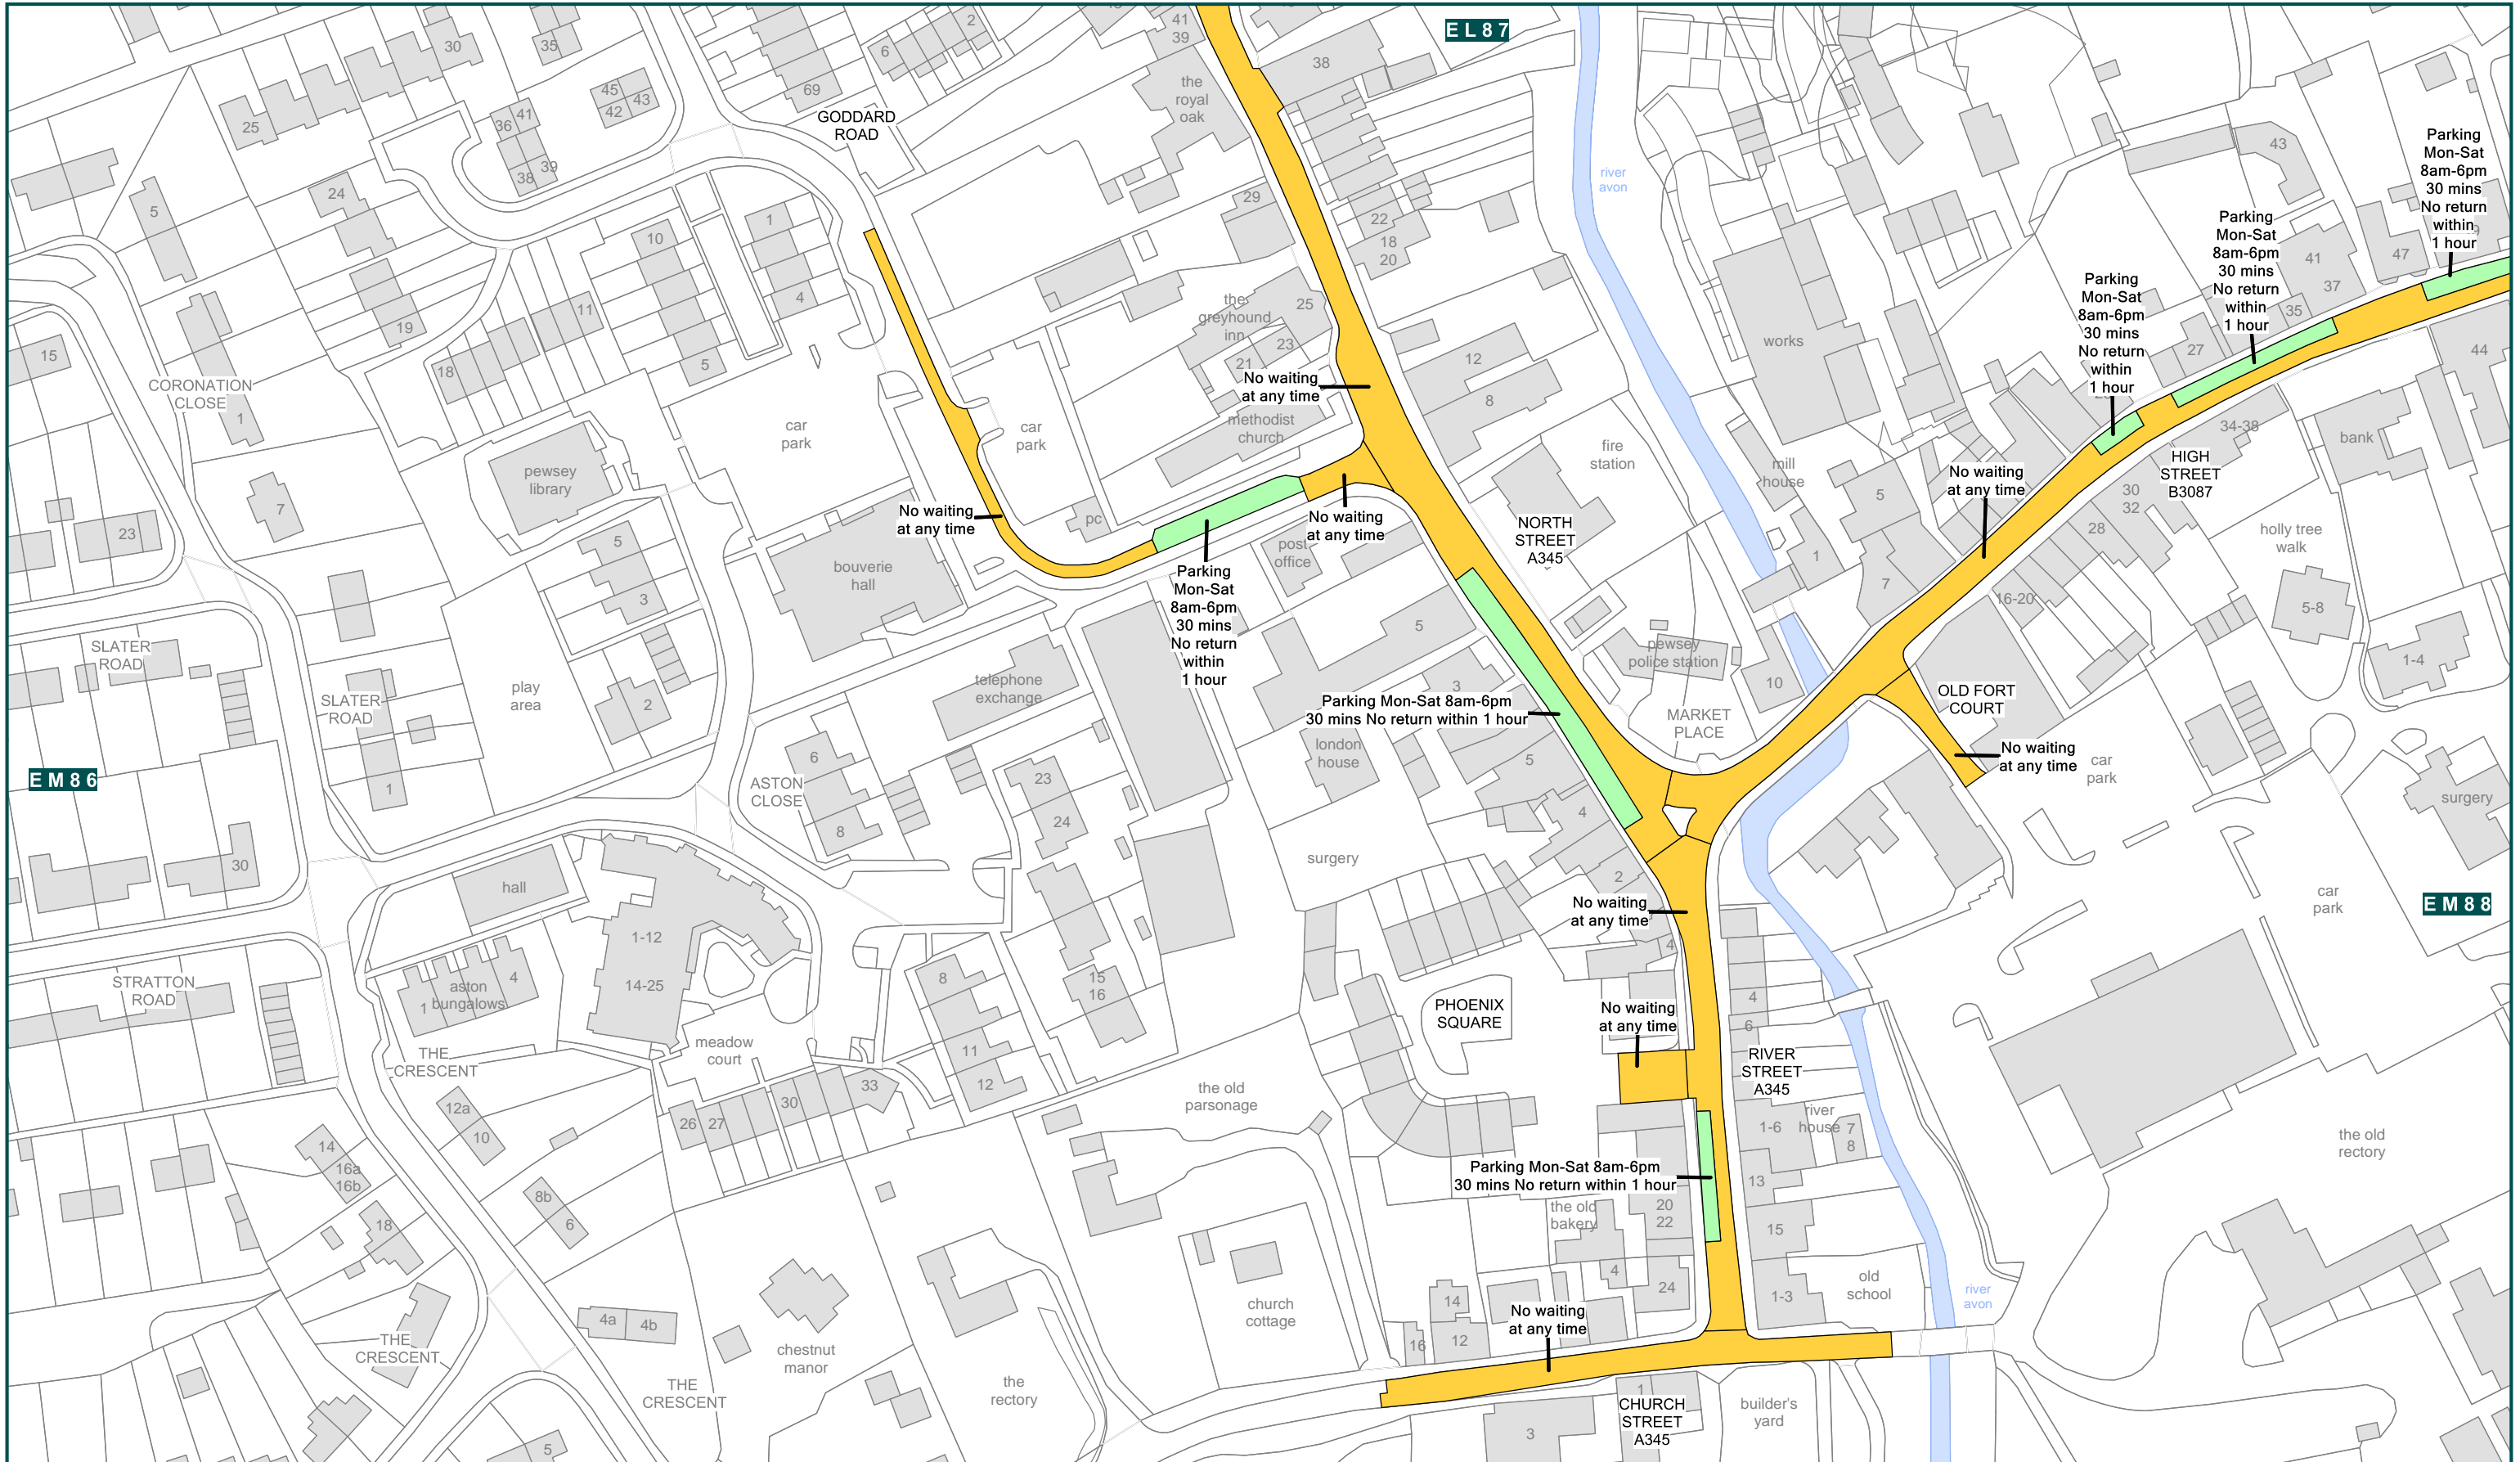 EL87
EM86
EM88
GODDARD
ROAD
the
royal
oak
41
39
38
29
25
23
21
22
18
20
12
8
the
greyhound
inn
methodist
church
No waiting
at any time
river
avon
works
mill
house
fire
station
NORTH
STREET
A345
pewsey
police station
MARKET
PLACE
10
1
5
7
43
41
37
35
47
27
44
34-38
30
32
28
16-20
bank
HIGH
STREET
B3087
holly tree
walk
5-8
1-4
surgery
Parking
Mon-Sat
8am-6pm
30 mins
No return
within
1 hour
Parking
Mon-Sat
8am-6pm
30 mins
No return
within
1 hour
Parking
Mon-Sat
8am-6pm
30 mins
No return
within
1 hour
No waiting
at any time
OLD FORT
COURT
No waiting
at any time
car
park
car
park
the old
rectory
30
35
25
45
43
42
41
36
39
38
69
6
2
5
24
19
18
11
10
5
1
4
15
CORONATION
CLOSE
1
7
23
pewsey
library
car
park
car
park
pc
No waiting
at any time
bouverie
hall
Parking
Mon-Sat
8am-6pm
30 mins
No return
within
1 hour
post
office
No waiting
at any time
5
3
5
4
2
4
Parking Mon-Sat 8am-6pm
30 mins No return within 1 hour
london
house
surgery
telephone
exchange
SLATER
ROAD
SLATER
ROAD
1
30
play
area
5
3
2
ASTON
CLOSE
6
8
23
24
15
16
8
11
12
hall
1-12
14-25
aston
bungalows
1
4
STRATTON
ROAD
THE
CRESCENT
meadow
court
26
27
30
33
12a
10
14
16a
16b
18
8b
6
4a
4b
THE
CRESCENT
THE
CRESCENT
5
chestnut
manor
the
rectory
the old
parsonage
church
cottage
PHOENIX
SQUARE
No waiting
at any time
No waiting
at any time
4
6
RIVER
STREET
A345
river
house
1-6
7
8
13
15
1-3
Parking Mon-Sat 8am-6pm
30 mins No return within 1 hour
the old
bakery
20
22
4
24
14
12
16
No waiting
at any time
old
school
river
avon
1
3
CHURCH
STREET
A345
builder's
yard